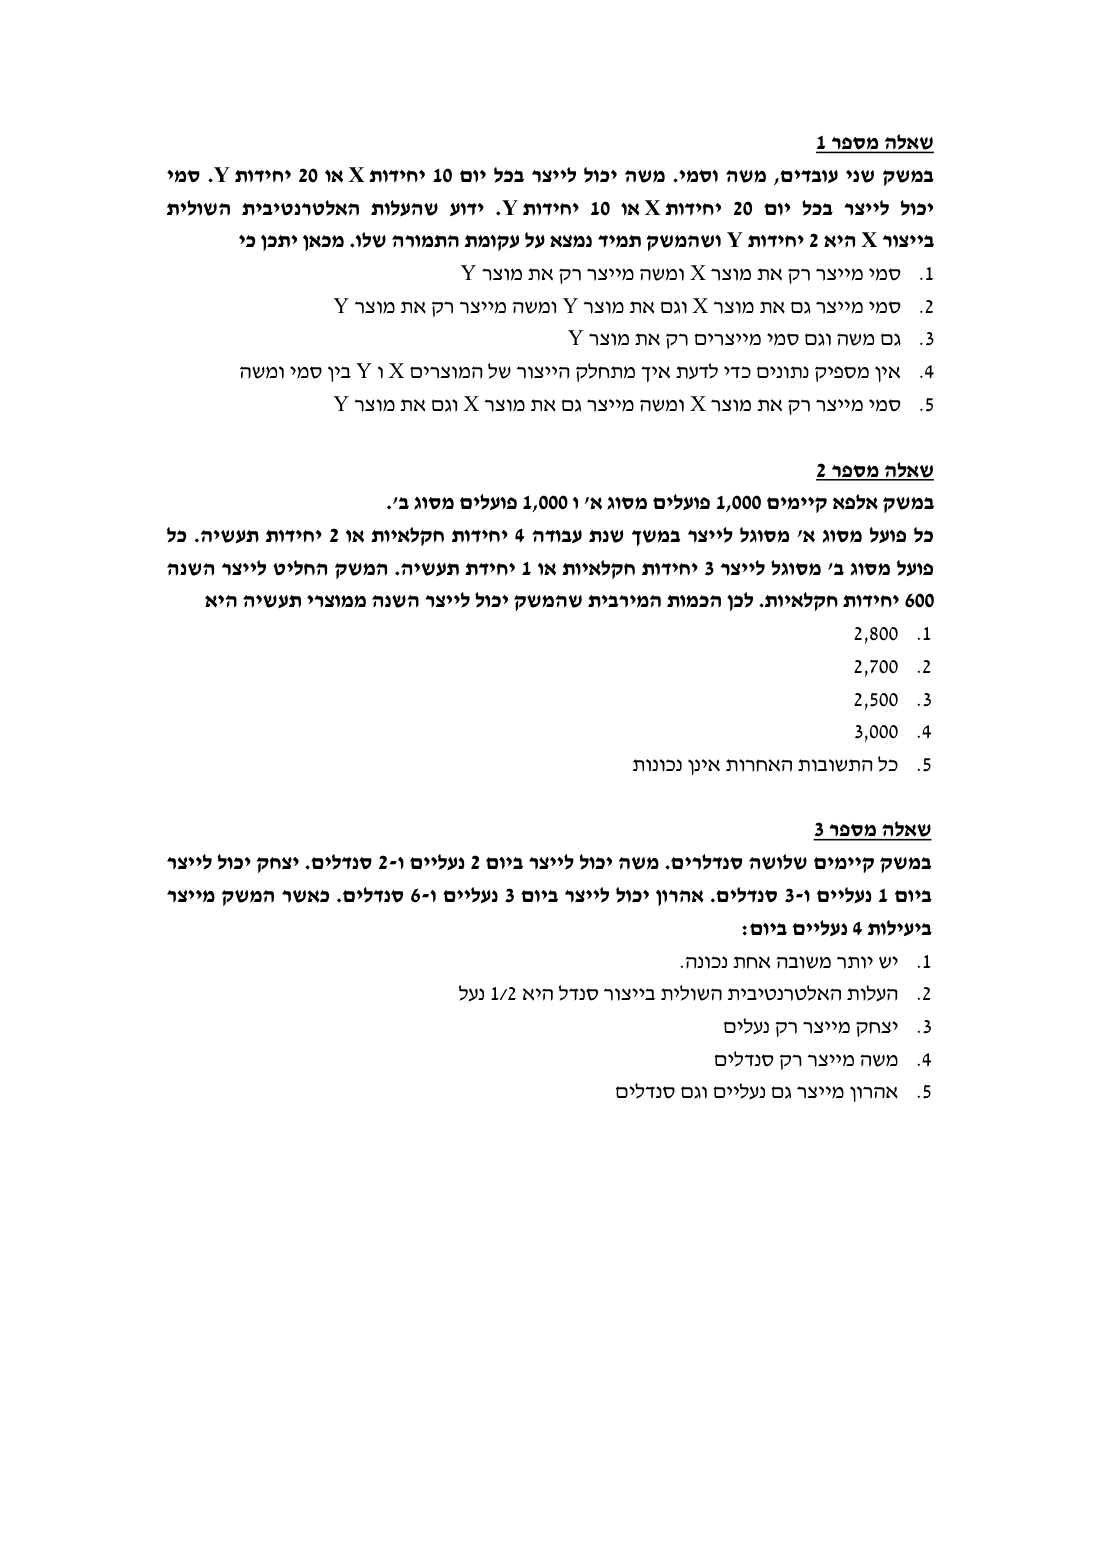 שאלה מספר 1
במשק שני עובדים, משה וסמי. משה יכול לייצר בכל יום 10 יחידות X או 20 יחידות Y. סמי
יכול לייצר בכל יום 20 יחידות X או 10 יחידות Y. ידוע שהעלות האלטרנטיבית השולית
בייצור X היא 2 יחידות Y ושהמשק תמיד נמצא על עקומת התמורה שלו. מכאן יתכן כי
1. סמי מייצר רק את מוצר X ומשה מייצר רק את מוצר Y
2. סמי מייצר גם את מוצר X וגם את מוצר Y ומשה מייצר רק את מוצר Y
3. גם משה וגם סמי מייצרים רק את מוצר Y
4. אין מספיק נתונים כדי לדעת איך מתחלק הייצור של המוצרים X ו Y בין סמי ומשה
5. סמי מייצר רק את מוצר X ומשה מייצר גם את מוצר X וגם את מוצר Y
שאלה מספר 2
במשק אלפא קיימים 1,000 פועלים מסוג א' ו 1,000 פועלים מסוג ב'.
כל פועל מסוג א' מסוגל לייצר במשך שנת עבודה 4 יחידות חקלאיות או 2 יחידות תעשיה. כל
פועל מסוג ב' מסוגל לייצר 3 יחידות חקלאיות או 1 יחידת תעשיה. המשק החליט לייצר השנה
600 יחידות חקלאיות. לכן הכמות המירבית שהמשק יכול לייצר השנה ממוצרי תעשיה היא
1. 2,800
2. 2,700
3. 2,500
4. 3,000
5. כל התשובות האחרות אינן נכונות
שאלה מספר 3
במשק קיימים שלושה סנדלרים. משה יכול לייצר ביום 2 נעליים ו-2 סנדלים. יצחק יכול לייצר
ביום 1 נעליים ו-3 סנדלים. אהרון יכול לייצר ביום 3 נעליים ו-6 סנדלים. כאשר המשק מייצר
ביעילות 4 נעליים ביום:
1. יש יותר משובה אחת נכונה.
2. העלות האלטרנטיבית השולית בייצור סנדל היא 1/2 נעל
3. יצחק מייצר רק נעלים
4. משה מייצר רק סנדלים
5. אהרון מייצר גם נעליים וגם סנדלים